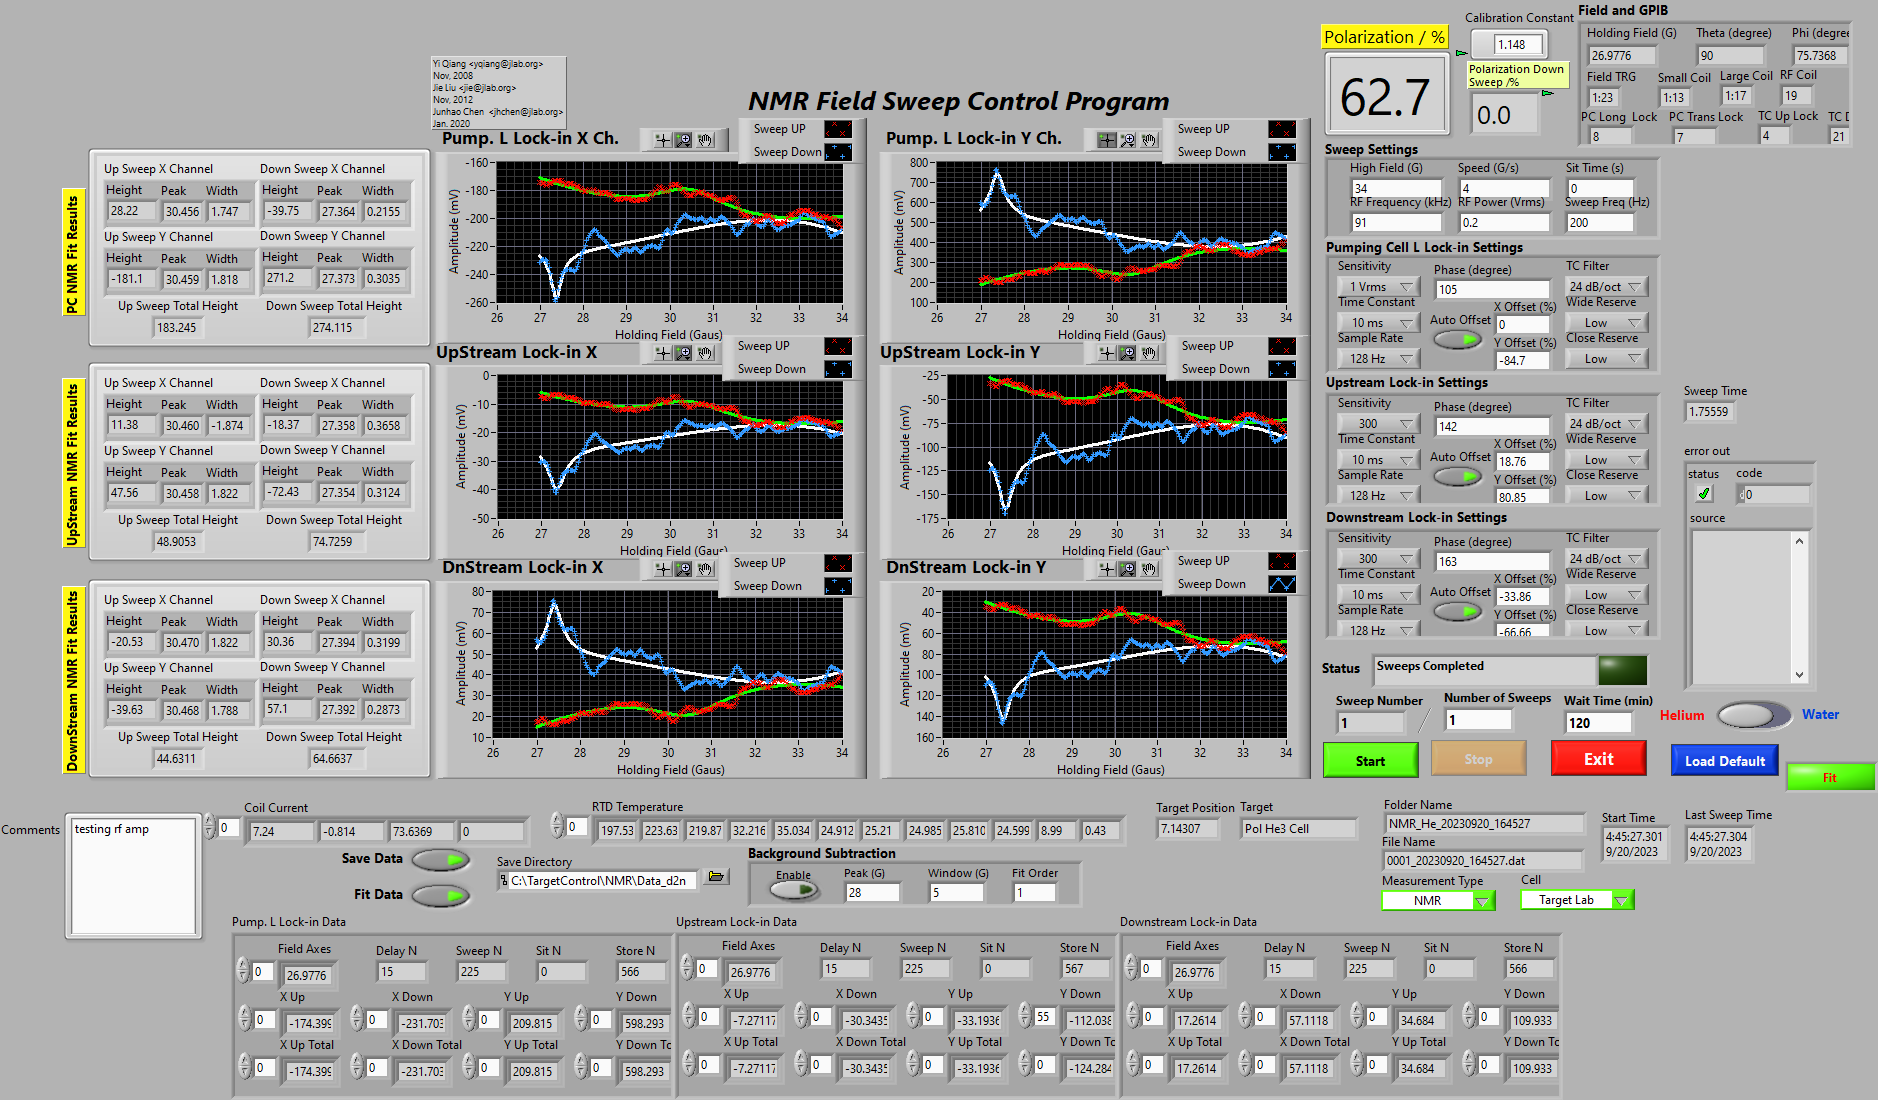 Yi Qiang <yqiang@jlab.org>
Nov, 2008
Jie Liu <jie@jlab.org>
Nov, 2012
Junhao Chen <jhchen@jlab.org>
Jan. 2020
NMR Field Sweep Control Program
Polarization / %
62.7
Calibration Constant
1.148
Polarization Down
Sweep /%
0.0
Field and GPIB
Holding Field (G) Theta (degree) Phi (degree
26.9776 90 75.7368
Field TRG Small Coil Large Coil RF Coil
1:23 1:13 1:17 19
PC Long Lock PC Trans Lock TC Up Lock TC D
8 7 4 21
PC NMR Fit Results
Up Sweep X Channel Down Sweep X Channel
Height Peak Width Height Peak Width
28.22 30.456 1.747 -39.75 27.364 0.2155
Up Sweep Y Channel Down Sweep Y Channel
Height Peak Width Height Peak Width
-181.1 30.459 1.818 271.2 27.373 0.3035
Up Sweep Total Height Down Sweep Total Height
183.245 274.115
UpStream NMR Fit Results
Up Sweep X Channel Down Sweep X Channel
Height Peak Width Height Peak Width
11.38 30.460 -1.874 -18.37 27.358 0.3658
Up Sweep Y Channel Down Sweep Y Channel
Height Peak Width Height Peak Width
47.56 30.458 1.822 -72.43 27.354 0.3124
Up Sweep Total Height Down Sweep Total Height
48.9053 74.7259
DownStream NMR Fit Results
Up Sweep X Channel Down Sweep X Channel
Height Peak Width Height Peak Width
-20.53 30.470 1.822 30.36 27.394 0.3199
Up Sweep Y Channel Down Sweep Y Channel
Height Peak Width Height Peak Width
-39.63 30.468 1.788 57.1 27.392 0.2873
Up Sweep Total Height Down Sweep Total Height
44.6311 64.6637
Pump. L Lock-in X Ch.
Sweep UP
Sweep Down
Amplitude (mV)
-160
-180
-200
-220
-240
-260
26 27 28 29 30 31 32 33 34
Holding Field (Gaus)
Pump. L Lock-in Y Ch.
Sweep UP
Sweep Down
Amplitude (mV)
800
700
600
500
400
300
200
100
26 27 28 29 30 31 32 33 34
Holding Field (Gaus)
UpStream Lock-in X
Sweep UP
Sweep Down
Amplitude (mV)
0
-10
-20
-30
-40
-50
26 27 28 29 30 31 32 33 34
Holding Field (Gaus)
UpStream Lock-in Y
Sweep UP
Sweep Down
Amplitude (mV)
-25
-50
-75
-100
-125
-150
-175
26 27 28 29 30 31 32 33 34
Holding Field (Gaus)
DnStream Lock-in X
Sweep UP
Sweep Down
Amplitude (mV)
80
70
60
50
40
30
20
10
26 27 28 29 30 31 32 33 34
Holding Field (Gaus)
DnStream Lock-in Y
Sweep UP
Sweep Down
Amplitude (mV)
20
40
60
80
100
120
140
160
26 27 28 29 30 31 32 33 34
Holding Field (Gaus)
Sweep Settings
High Field (G) Speed (G/s) Sit Time (s)
34 4 0
RF Frequency (kHz) RF Power (Vrms) Sweep Freq (Hz)
91 0.2 200
Pumping Cell L Lock-in Settings
Sensitivity Phase (degree) TC Filter
1 Vrms 105 24 dB/oct
Time Constant X Offset (%) Wide Reserve
10 ms Auto Offset 0 Low
Sample Rate Y Offset (%) Close Reserve
128 Hz -84.7 Low
Upstream Lock-in Settings
Sensitivity Phase (degree) TC Filter
300 142 24 dB/oct
Time Constant X Offset (%) Wide Reserve
10 ms Auto Offset 18.76 Low
Sample Rate Y Offset (%) Close Reserve
128 Hz 80.85 Low
Downstream Lock-in Settings
Sensitivity Phase (degree) TC Filter
300 163 24 dB/oct
Time Constant X Offset (%) Wide Reserve
10 ms Auto Offset -33.86 Low
Sample Rate Y Offset (%) Close Reserve
128 Hz -66.66 Low
Sweep Time
1.75559
error out
status code
0
source
Status Sweeps Completed
Sweep Number Number of Sweeps Wait Time (min)
1 / 1 120
Helium Water
Start Stop Exit Load Default Fit
Comments
testing rf amp
Coil Current
0 7.24 -0.814 73.6369 0
RTD Temperature
0 197.53 223.63 219.87 32.216 35.034 24.912 25.21 24.985 25.810 24.599 8.99 0.43
Target Position Target
7.14307 Pol He3 Cell
Folder Name
NMR_He_20230920_164527
File Name
0001_20230920_164527.dat
Start Time Last Sweep Time
4:45:27.301 4:45:27.304
9/20/2023 9/20/2023
Measurement Type Cell
NMR Target Lab
Save Data
Fit Data
Save Directory
C:\TargetControl\NMR\Data_d2n
Background Subtraction
Enable Peak (G) Window (G) Fit Order
28 5 1
Pump. L Lock-in Data
Field Axes Delay N Sweep N Sit N Store N
0 26.9776 15 225 0 566
X Up X Down Y Up Y Down
0 -174.399 0 -231.703 0 209.815 0 598.293
X Up Total X Down Total Y Up Total Y Down To
0 -174.399 0 -231.703 0 209.815 0 598.293
Upstream Lock-in Data
Field Axes Delay N Sweep N Sit N Store N
0 26.9776 15 225 0 567
X Up X Down Y Up Y Down
0 -7.27117 0 -30.3435 0 -33.1936 55 -112.038
X Up Total X Down Total Y Up Total Y Down Tc
0 -7.27117 0 -30.3435 0 -33.1936 0 -124.284
Downstream Lock-in Data
Field Axes Delay N Sweep N Sit N Store N
0 26.9776 15 225 0 566
X Up X Down Y Up Y Down
0 17.2614 0 57.1118 0 34.684 0 109.933
X Up Total X Down Total Y Up Total Y Down Tc
0 17.2614 0 57.1118 0 34.684 0 109.933